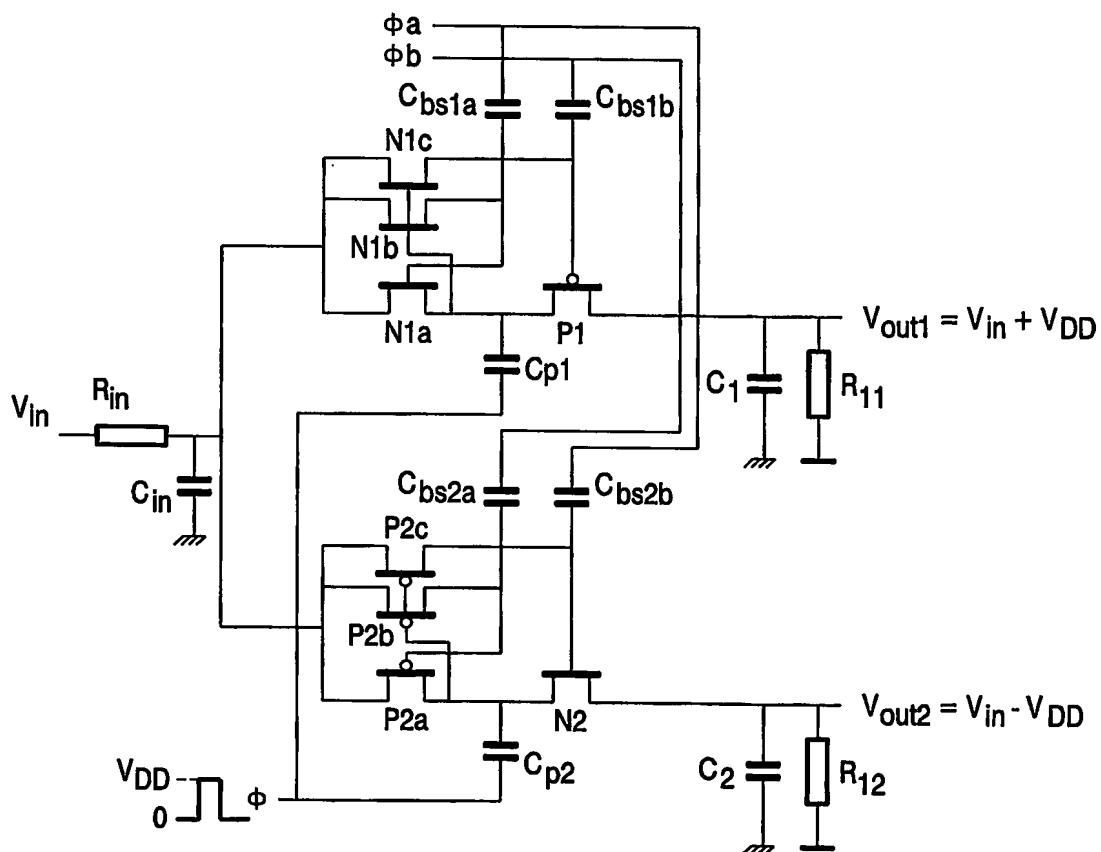 Φa
Φb
Cbs1a
Cbs1b
N1c
N1b
N1a
P1
Cp1
Vout1 = Vin + VDD
C1
R11
Rin
Vin
Cin
Cbs2a
Cbs2b
P2c
P2b
P2a
N2
Cp2
Vout2 = Vin - VDD
C2
R12
VDD
0
Φ